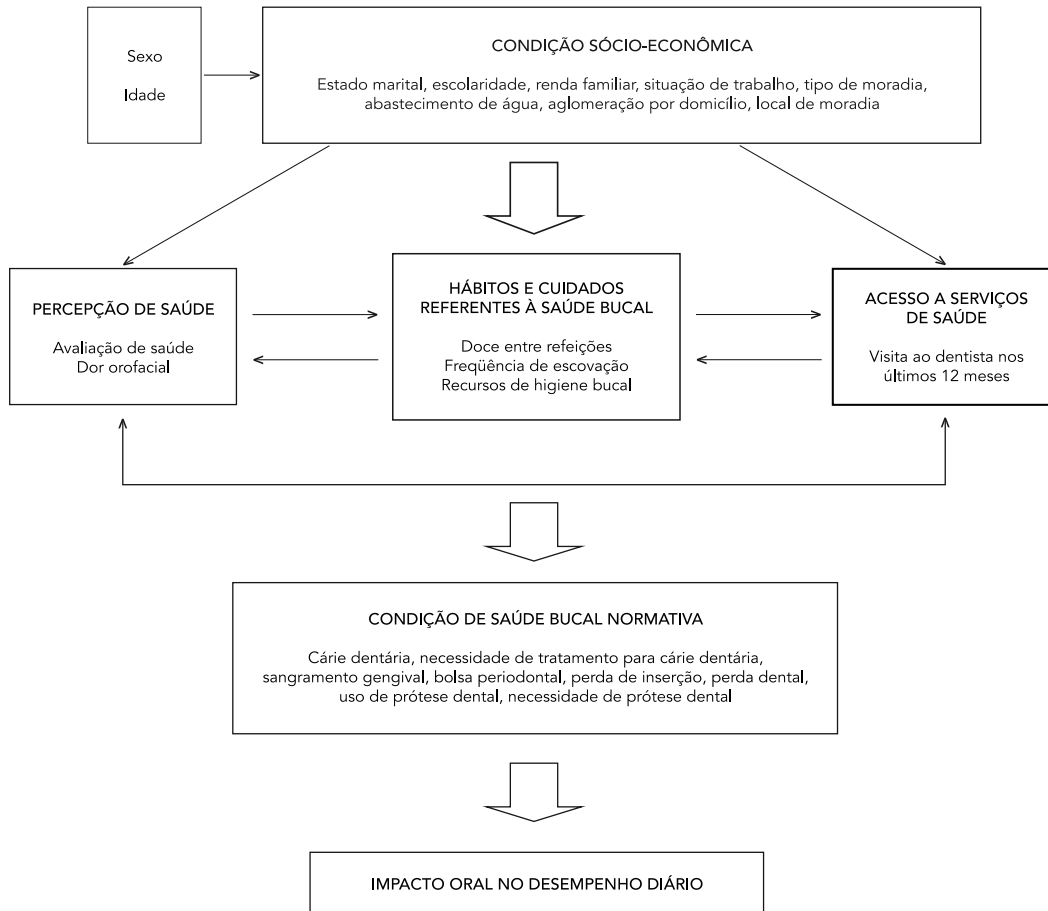 Sexo
Idade
CONDIÇÃO SÓCIO-ECONÔMICA
Estado marital, escolaridade, renda familiar, situação de trabalho, tipo de moradia,
abastecimento de água, aglomeração por domicílio, local de moradia
PERCEPÇÃO DE SAÚDE
Avaliação de saúde
Dor orofacial
HÁBITOS E CUIDADOS
REFERENTES À SAÚDE BUCAL
Doce entre refeições
Freqüência de escovação
Recursos de higiene bucal
ACESSO A SERVIÇOS
DE SAÚDE
Visita ao dentista nos
últimos 12 meses
CONDIÇÃO DE SAÚDE BUCAL NORMATIVA
Cárie dentária, necessidade de tratamento para cárie dentária,
sangramento gengival, bolsa periodontal, perda de inserção, perda dental,
uso de prótese dental, necessidade de prótese dental
IMPACTO ORAL NO DESEMPENHO DIÁRIO